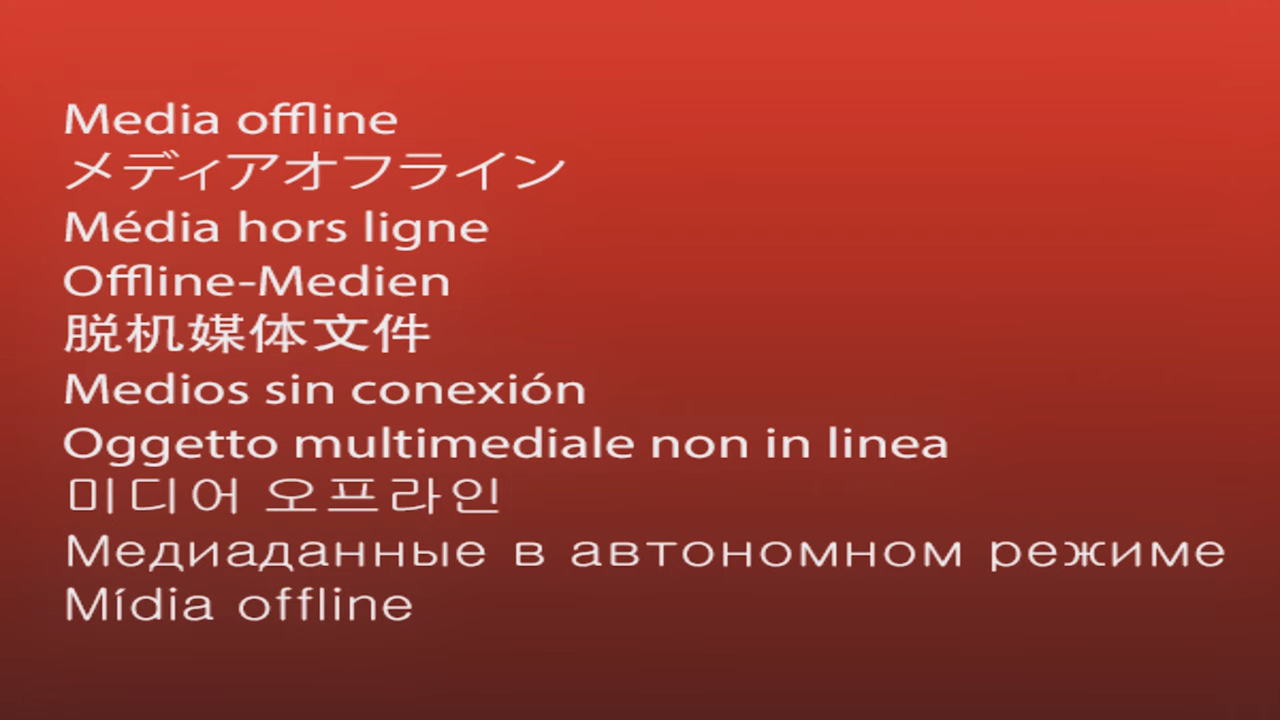 Media offline
メディアオフライン
Média hors ligne
Offline-Medien
脱机媒体文件
Medios sin conexión
Oggetto multimediale non in linea
미디어 오프라인
Медиаданные в автономном режиме
Mídia offline